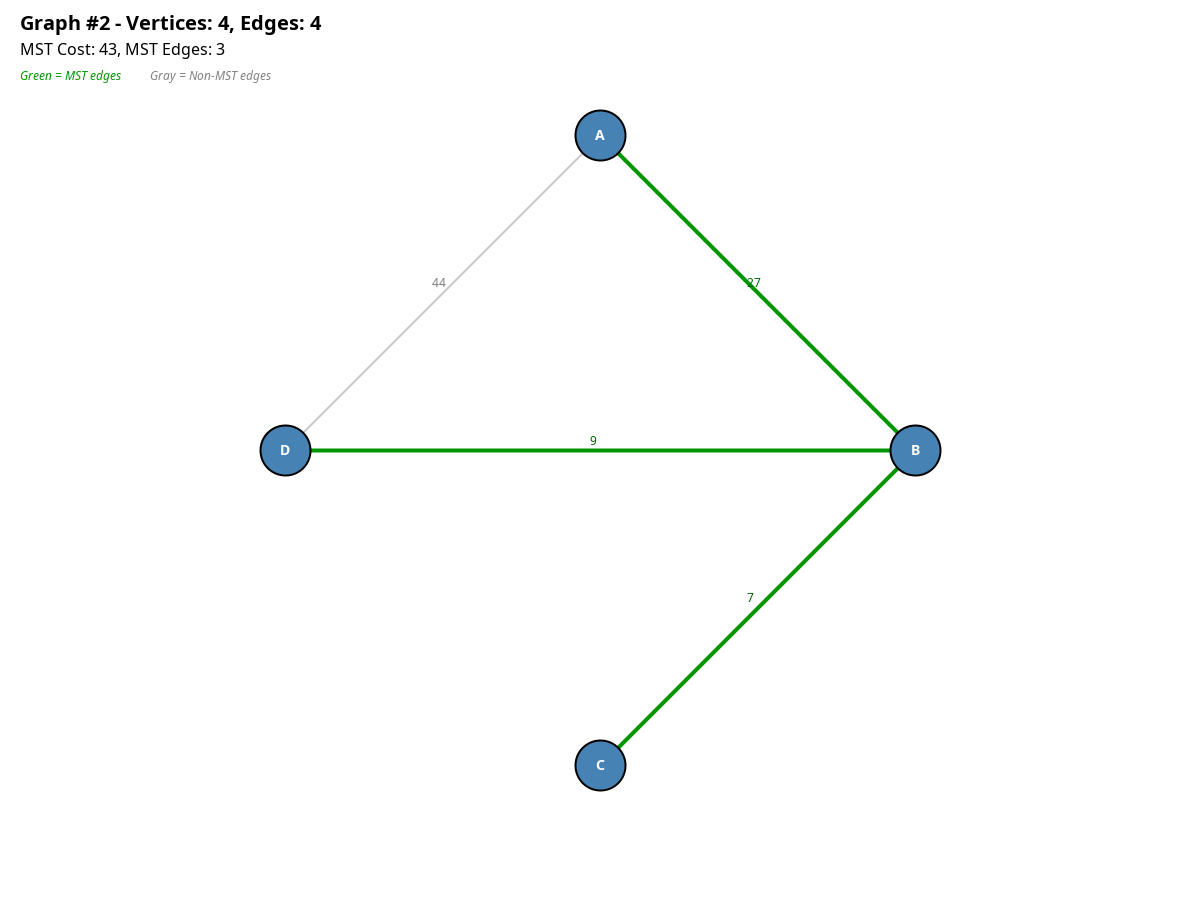 Graph #2 - Vertices: 4, Edges: 4
MST Cost: 43, MST Edges: 3
Green = MST edges Gray = Non-MST edges
A
44
27
D
9
B
7
C